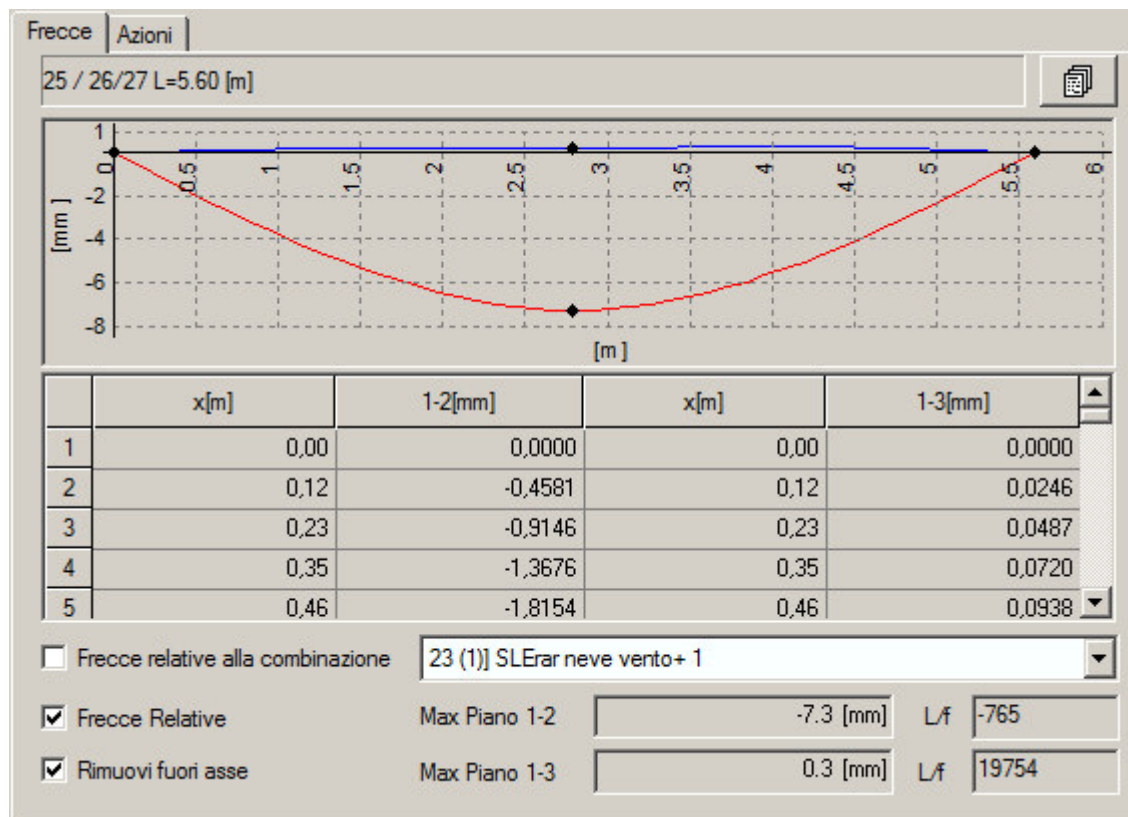 Frecce Azioni
25 / 26/27 L=5.60 [m]
1
0 0.5 1 1.5 2 2.5 3 3.5 4 4.5 5 5.5 6
-2
[mm ]
-4
-6
-8
[m ]
x[m] 1-2[mm] x[m] 1-3[mm]
1 0,00 0,0000 0,00 0,0000
2 0,12 -0,4581 0,12 0,0246
3 0,23 -0,9146 0,23 0,0487
4 0,35 -1,3676 0,35 0,0720
5 0,46 -1,8154 0,46 0,0938
Frecce relative alla combinazione 23 (1)] SLErar neve vento+ 1
Frecce Relative Max Piano 1-2 -7.3 [mm] L/f -765
Rimuovi fuori asse Max Piano 1-3 0.3 [mm] L/f 19754